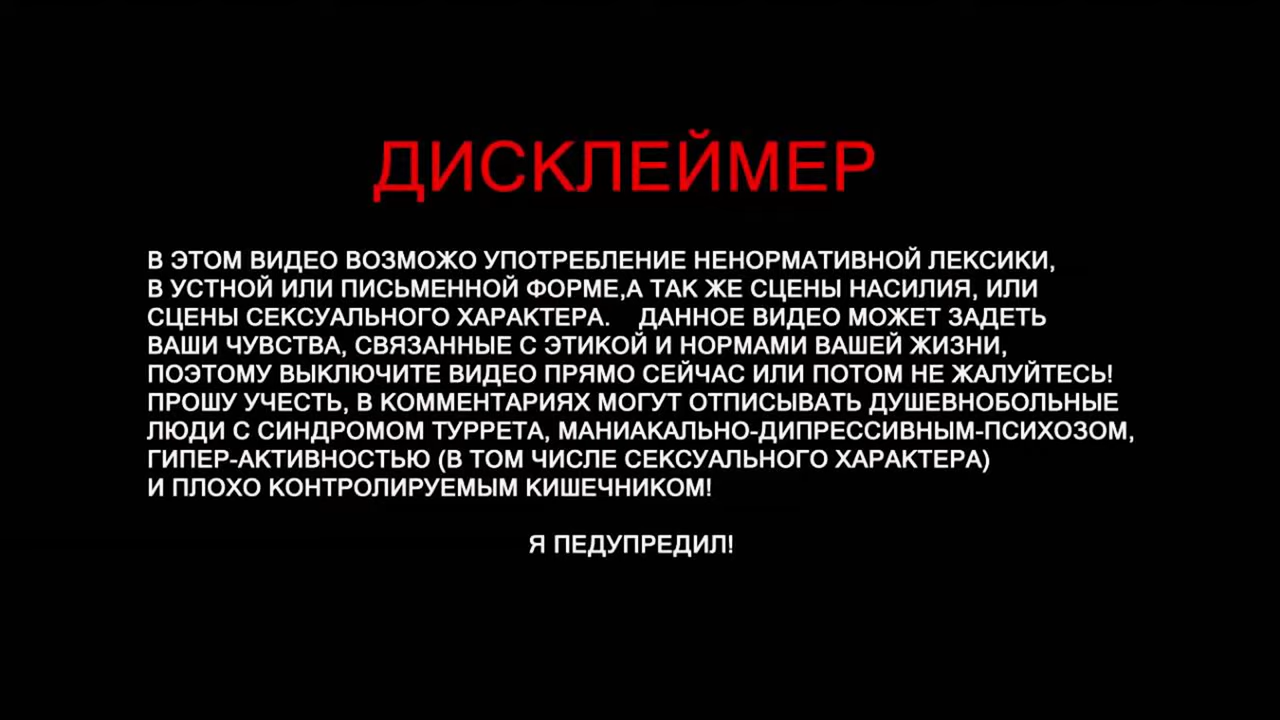 ДИСКЛЕЙМЕР
В ЭТОМ ВИДЕО ВОЗМОЖО УПОТРЕБЛЕНИЕ НЕНОРМАТИВНОЙ ЛЕКСИКИ,
В УСТНОЙ ИЛИ ПИСЬМЕННОЙ ФОРМЕ,А ТАК ЖЕ СЦЕНЫ НАСИЛИЯ, ИЛИ
СЦЕНЫ СЕКСУАЛЬНОГО ХАРАКТЕРА. ДАННОЕ ВИДЕО МОЖЕТ ЗАДЕТЬ
ВАШИ ЧУВСТВА, СВЯЗАННЫЕ С ЭТИКОЙ И НОРМАМИ ВАШЕЙ ЖИЗНИ,
ПОЭТОМУ ВЫКЛЮЧИТЕ ВИДЕО ПРЯМО СЕЙЧАС ИЛИ ПОТОМ НЕ ЖАЛУЙТЕСЬ!
ПРОШУ УЧЕСТЬ, В КОММЕНТАРИЯХ МОГУТ ОТПИСЫВАТЬ ДУШЕВНОБОЛЬНЫЕ
ЛЮДИ С СИНДРОМОМ ТУРРЕТА, МАНИАКАЛЬНО-ДИПРЕССИВНЫМ-ПСИХОЗОМ,
ГИПЕР-АКТИВНОСТЬЮ (В ТОМ ЧИСЛЕ СЕКСУАЛЬНОГО ХАРАКТЕРА)
И ПЛОХО КОНТРОЛИРУЕМЫМ КИШЕЧНИКОМ!
Я ПЕДУПРЕДИЛ!